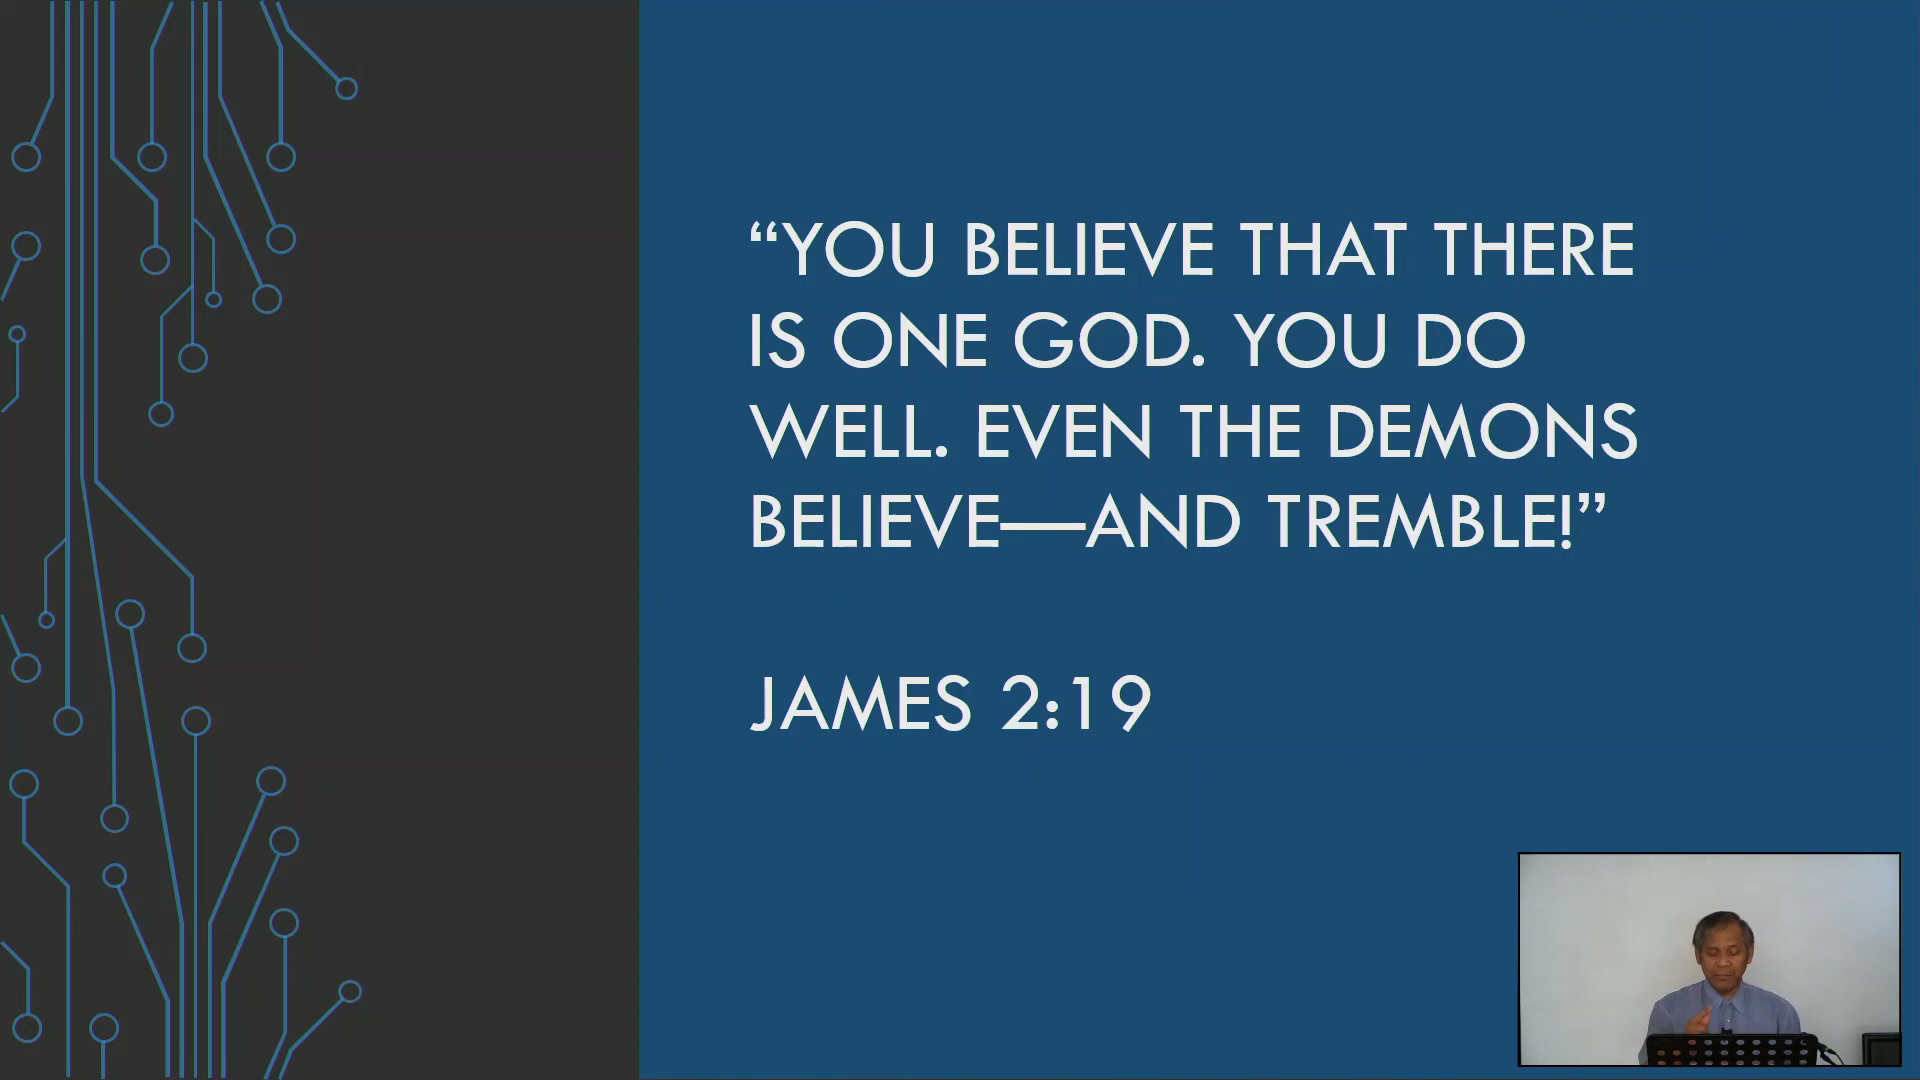 “YOU BELIEVE THAT THERE
IS ONE GOD. YOU DO
WELL. EVEN THE DEMONS
BELIEVE—AND TREMBLE!”
JAMES 2:19